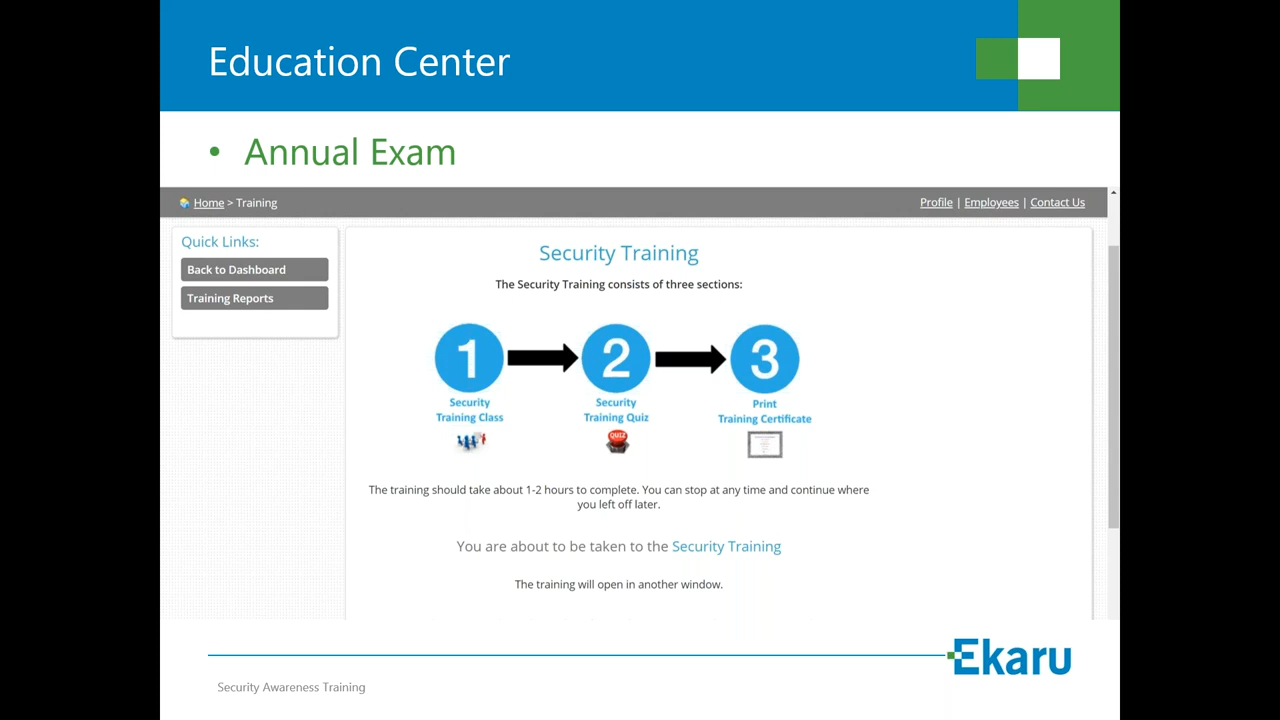 Education Center
• Annual Exam
Home > Training
Profile | Employees | Contact Us
Quick Links:
Back to Dashboard
Training Reports
Security Training
The Security Training consists of three sections:
1
2
3
Security
Training Class
Security
Training Quiz
Print
Training Certificate
QUIZ
The training should take about 1-2 hours to complete. You can stop at any time and continue where
you left off later.
You are about to be taken to the Security Training
The training will open in another window.
Ekaru
Security Awareness Training